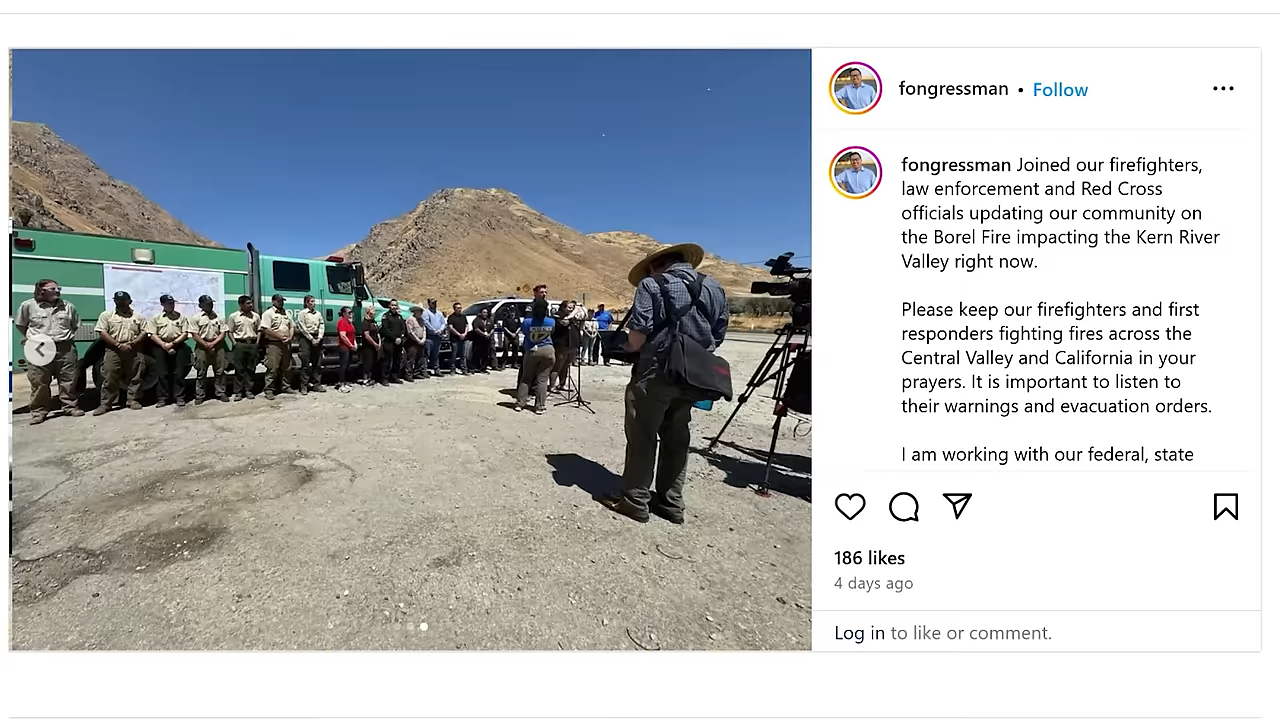 fongressman • Follow
fongressman Joined our firefighters,
law enforcement and Red Cross
officials updating our community on
the Borel Fire impacting the Kern River
Valley right now.
Please keep our firefighters and first
responders fighting fires across the
Central Valley and California in your
prayers. It is important to listen to
their warnings and evacuation orders.
I am working with our federal, state
186 likes
4 days ago
Log in to like or comment.